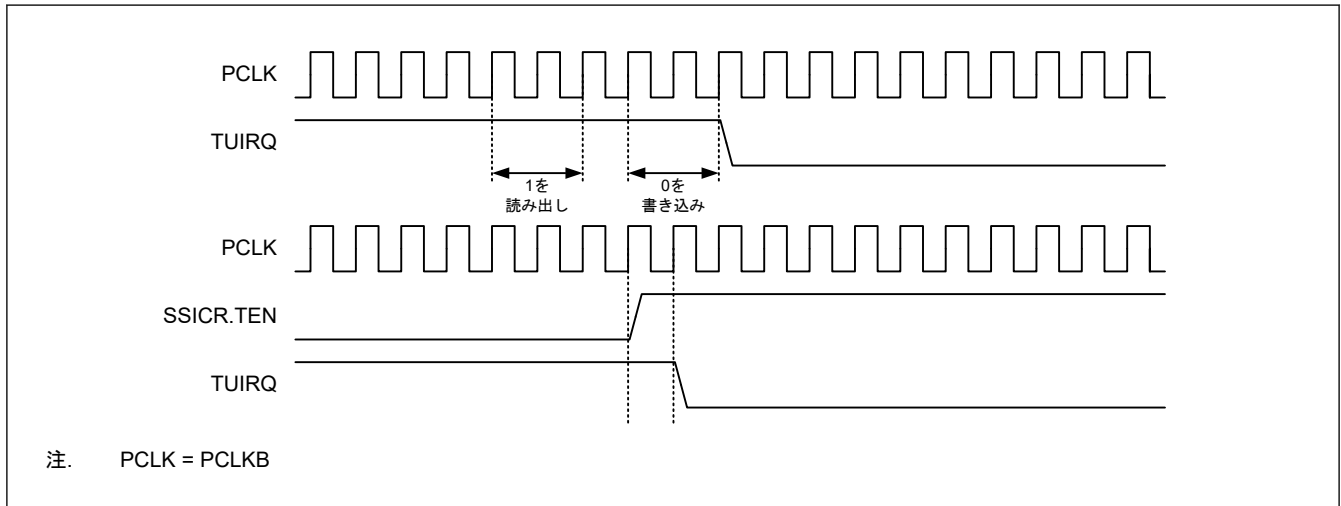 PCLK
TUIRQ
1を
読み出し
0を
書き込み
PCLK
SSICR.TEN
TUIRQ
注. PCLK = PCLKB